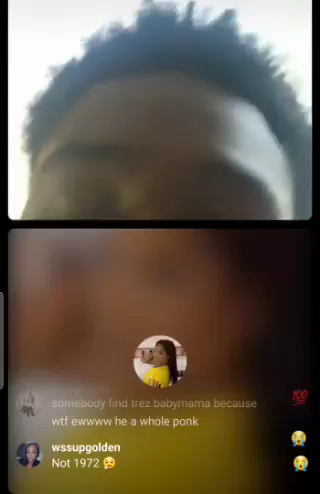 somebody find trez babymama because
wtf ewwww he a whole ponk
wssupgolden
Not 1972 🤧